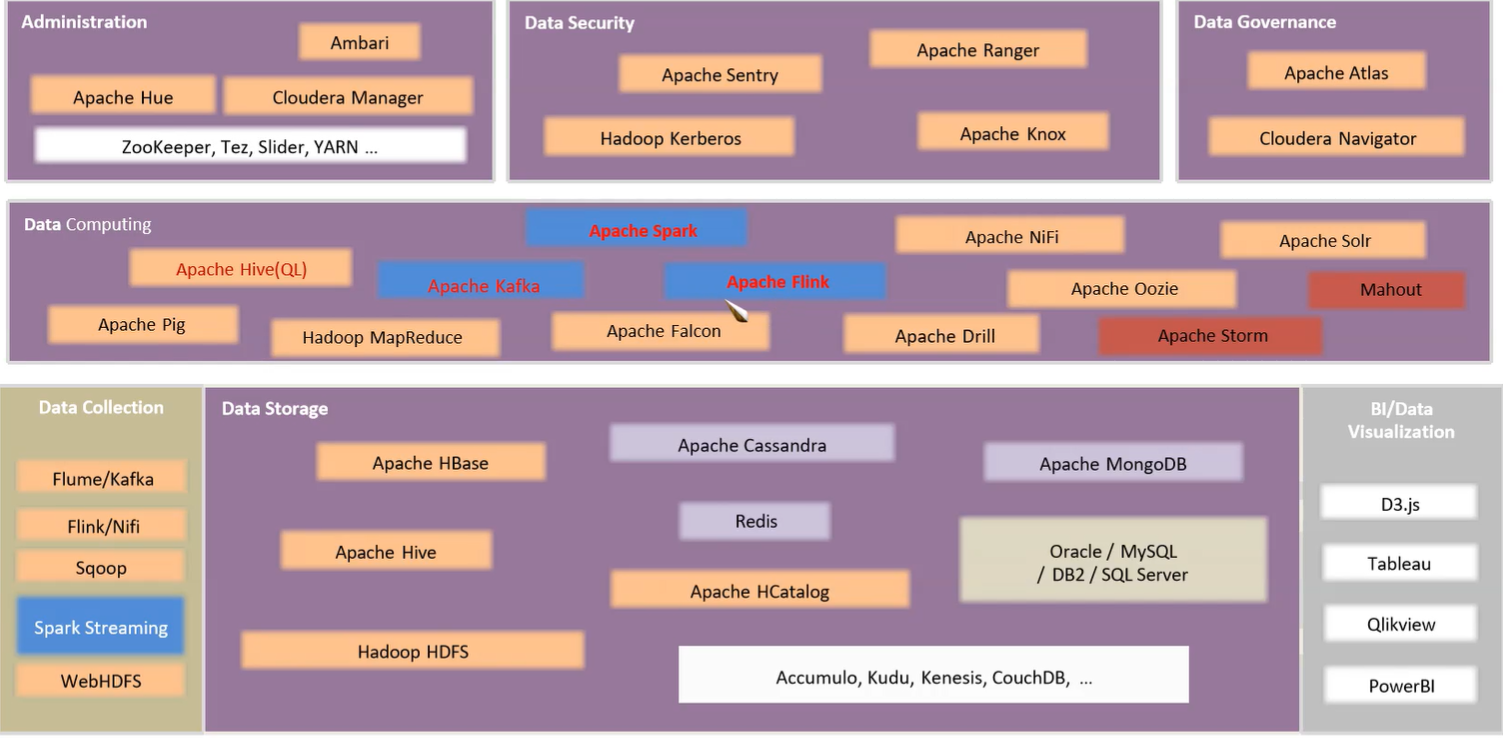 Administration
Ambari
Apache Hue
Cloudera Manager
ZooKeeper, Tez, Slider, YARN ...
Data Security
Apache Ranger
Apache Sentry
Hadoop Kerberos
Apache Knox
Data Governance
Apache Atlas
Cloudera Navigator
Data Computing
Apache Spark
Apache NiFi
Apache Solr
Apache Hive(QL)
Apache Kafka
Apache Flink
Apache Oozie
Mahout
Apache Pig
Hadoop MapReduce
Apache Falcon
Apache Drill
Apache Storm
Data Collection
Flume/Kafka
Flink/Nifi
Sqoop
Spark Streaming
WebHDFS
Data Storage
Apache HBase
Apache Cassandra
Apache MongoDB
Redis
Apache Hive
Oracle / MySQL
/ DB2 / SQL Server
Apache HCatalog
Hadoop HDFS
Accumulo, Kudu, Kenesis, CouchDB, ...
BI/Data
Visualization
D3.js
Tableau
Qlikview
PowerBI